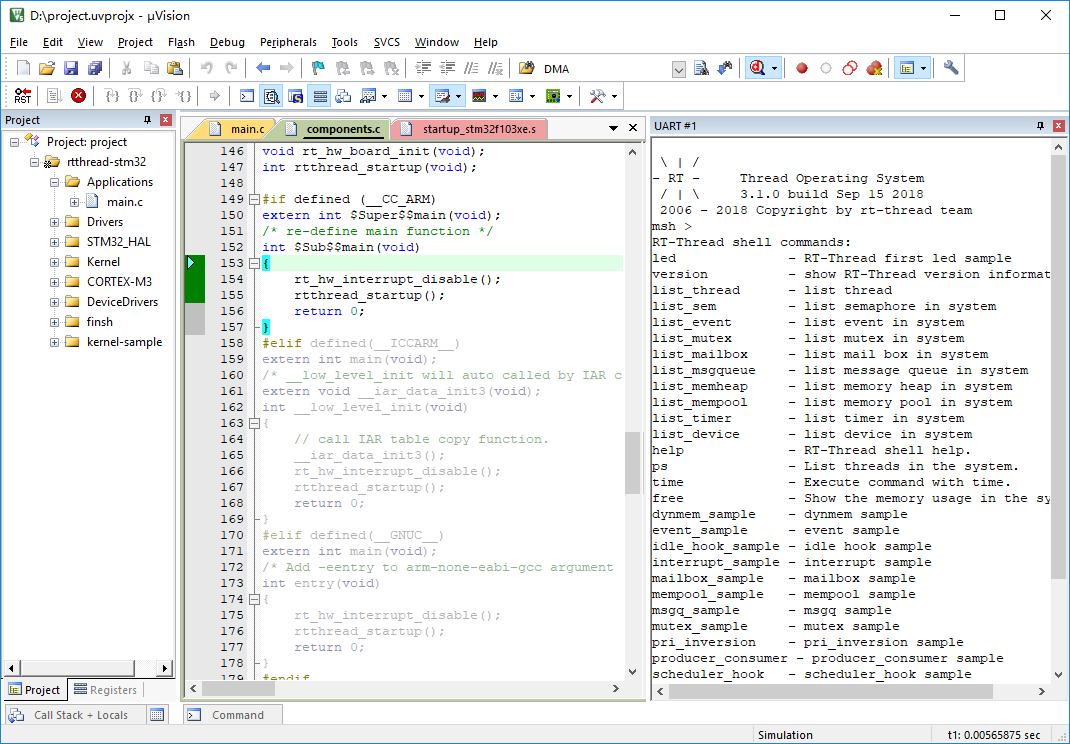 D:\project.uvprojx - µVision
File Edit View Project Flash Debug Peripherals Tools SVCS Window Help
DMA
RST
Project
Project: project
rtthread-stm32
Applications
main.c
Drivers
STM32_HAL
Kernel
CORTEX-M3
DeviceDrivers
finsh
kernel-sample
Project Registers
main.c components.c startup_stm32f103xe.s
146 void rt_hw_board_init(void);
147 int rtthread_startup(void);
148
149 #if defined (__CC_ARM)
150 extern int $Super$$main(void);
151 /* re-define main function */
152 int $Sub$$main(void)
153 {
154 rt_hw_interrupt_disable();
155 rtthread_startup();
156 return 0;
157 }
158 #elif defined(__ICCARM__)
159 extern int main(void);
160 /* __low_level_init will auto called by IAR c
161 extern void __iar_data_init3(void);
162 int __low_level_init(void)
163 {
164 // call IAR table copy function.
165 __iar_data_init3();
166 rt_hw_interrupt_disable();
167 rtthread_startup();
168 return 0;
169 }
170 #elif defined(__GNUC__)
171 extern int main(void);
172 /* Add -eentry to arm-none-eabi-gcc argument
173 int entry(void)
174 {
175 rt_hw_interrupt_disable();
176 rtthread_startup();
177 return 0;
178 }
179 #endif
UART #1
\ | /
- RT - Thread Operating System
/ | \ 3.1.0 build Sep 15 2018
2006 - 2018 Copyright by rt-thread team
msh >
RT-Thread shell commands:
led - RT-Thread first led sample
version - show RT-Thread version informat
list_thread - list thread
list_sem - list semaphore in system
list_event - list event in system
list_mutex - list mutex in system
list_mailbox - list mail box in system
list_msgqueue - list message queue in system
list_memheap - list memory heap in system
list_mempool - list memory pool in system
list_timer - list timer in system
list_device - list device in system
help - RT-Thread shell help.
ps - List threads in the system.
time - Execute command with time.
free - Show the memory usage in the sy
dynmem_sample - dynmem sample
event_sample - event sample
idle_hook_sample - idle hook sample
interrupt_sample - interrupt sample
mailbox_sample - mailbox sample
mempool_sample - mempool sample
msgq_sample - msgq sample
mutex_sample - mutex sample
pri_inversion - pri_inversion sample
producer_consumer - producer_consumer sample
scheduler_hook - scheduler_hook sample
Call Stack + Locals Command
Simulation t1: 0.00565875 sec